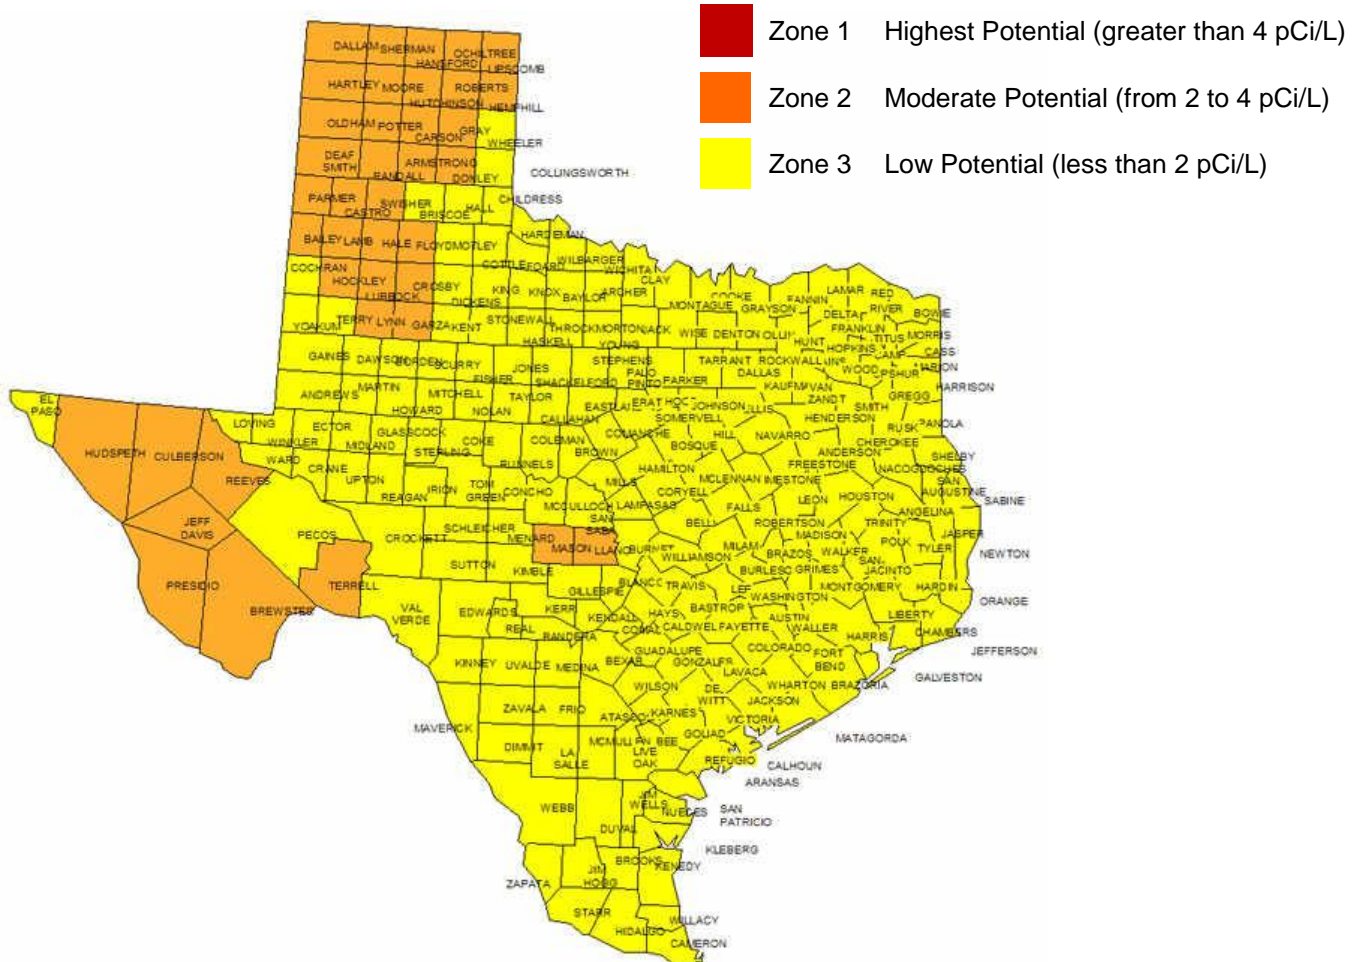 Zone 1 Highest Potential (greater than 4 pCi/L)
Zone 2 Moderate Potential (from 2 to 4 pCi/L)
Zone 3 Low Potential (less than 2 pCi/L)
DALLAM SHERMAN OCHILTREE
HANSFORD LIPSCOMB
HARTLEY MOORE ROBERTS
HUTCHINSON HEMPHILL
OLDHAM POTTER GRAY
CARSON WHEELER
DEAF SMITH ARMSTRONG
RANDALL DONLEY COLLINGSWORTH
PARMER SWISHER HALL CHILDRESS
CASTRO BRISCOE
BAILEY LAMB HALE FLOYD MOTLEY HARDEMAN
COCHRAN COTTLE FOARD WILBARGER WICHITA
HOCKLEY CROSBY KING KNOX BAYLOR ARCHER CLAY
LUBBOCK DICKENS MONTAGUE COOKE GRAYSON FANNIN LAMAR RED RIVER BOWIE
YOAKUM TERRY LYNN GARZA KENT STONEWALL THROCKMORTON JACK WISE DENTON HUNT DELTA FRANKLIN TITUS MORRIS
HASKELL YOUNG HOPKINS CASS
GAINES DAWSON BORDEN SCURRY JONES STEPHENS TARRANT ROCKWALL WOOD UPSHUR MARION
FISHER SHACKELFORD PALO PINTO PARKER DALLAS KAUFMA VAN ZANDT HARRISON
ANDREWS MARTIN MITCHELL TAYLOR GREGG
HOWARD NOLAN CALLAHAN EASTLA ERAT JOHNSON SMITH
EL PASO SOMERVELL HENDERSON RUSK PANOLA
LOVING ECTOR GLASSCOCK COKE COLEMAN COMANCHE HILL NAVARRO CHEROKEE
WINKLER MIDLAND STERLING BROWN BOSQUE ANDERSON SHELBY
HUDSPETH CULBERSON WARD CRANE RUNNELS HAMILTON FREESTONE NACOGDOCHES
REEVES UPTON IRION TOM GREEN CONCHO MILLS MCLENNAN SAN AUGUSTINE
REAGAN CORYELL LEON HOUSTON SABINE
MCCULLOCH LAMPASAS FALLS ANGELINA
JEFF DAVIS SCHLEICHER SAN SABA BELL ROBERTSON TRINITY
PECOS CROCKETT MENARD MADISON POLK JASPER
MASON LLANO BURNET MILAM BRAZOS WALKER TYLER NEWTON
SUTTON KIMBLE WILLIAMSON BURLESO GRIMES SAN JACINTO
PRESIDIO TERRELL GILLESPIE BLANCO TRAVIS WASHINGTON MONTGOMERY HARDIN
BREWSTER VAL VERDE EDWARDS KERR KENDALL HAYS BASTROP AUSTIN LIBERTY ORANGE
REAL BANDERA COMAL CALDWEL FAYETTE WALLER HARRIS CHAMBERS
GUADALUPE COLORADO FORT BEND JEFFERSON
KINNEY UVALDE MEDINA BEXAR GONZALES LAVACA GALVESTON
WILSON DE WITT WHARTON BRAZORIA
ZAVALA FRIO ATASCO KARNES JACKSON
MAVERICK VICTORIA MATAGORDA
DIMMIT LA SALLE MCMULLEN BEE GOLIAD
LIVE OAK REFUGIO CALHOUN
ARANSAS
WEBB JIM WELLS NUECES SAN PATRICIO
DUVAL
BROOKS KENEDY KLEBERG
ZAPATA JIM HOGG
STARR WILLACY
HIDALGO CAMERON